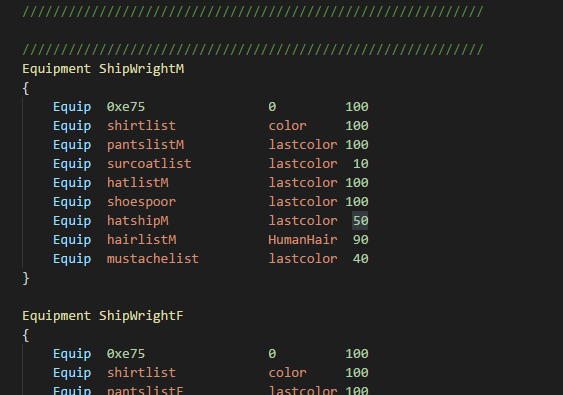 ////////////////////////////////////////////////////////////
////////////////////////////////////////////////////////////
Equipment ShipWrightM
{
Equip 0xe75 0 100
Equip shirtlist color 100
Equip pantslistM lastcolor 100
Equip surcoatlist lastcolor 10
Equip hatlistM lastcolor 100
Equip shoespoor lastcolor 100
Equip hatshipM lastcolor 50
Equip hairlistM HumanHair 90
Equip mustachelist lastcolor 40
}
Equipment ShipWrightF
{
Equip 0xe75 0 100
Equip shirtlist color 100
Equip pantslistF lastcolor 100